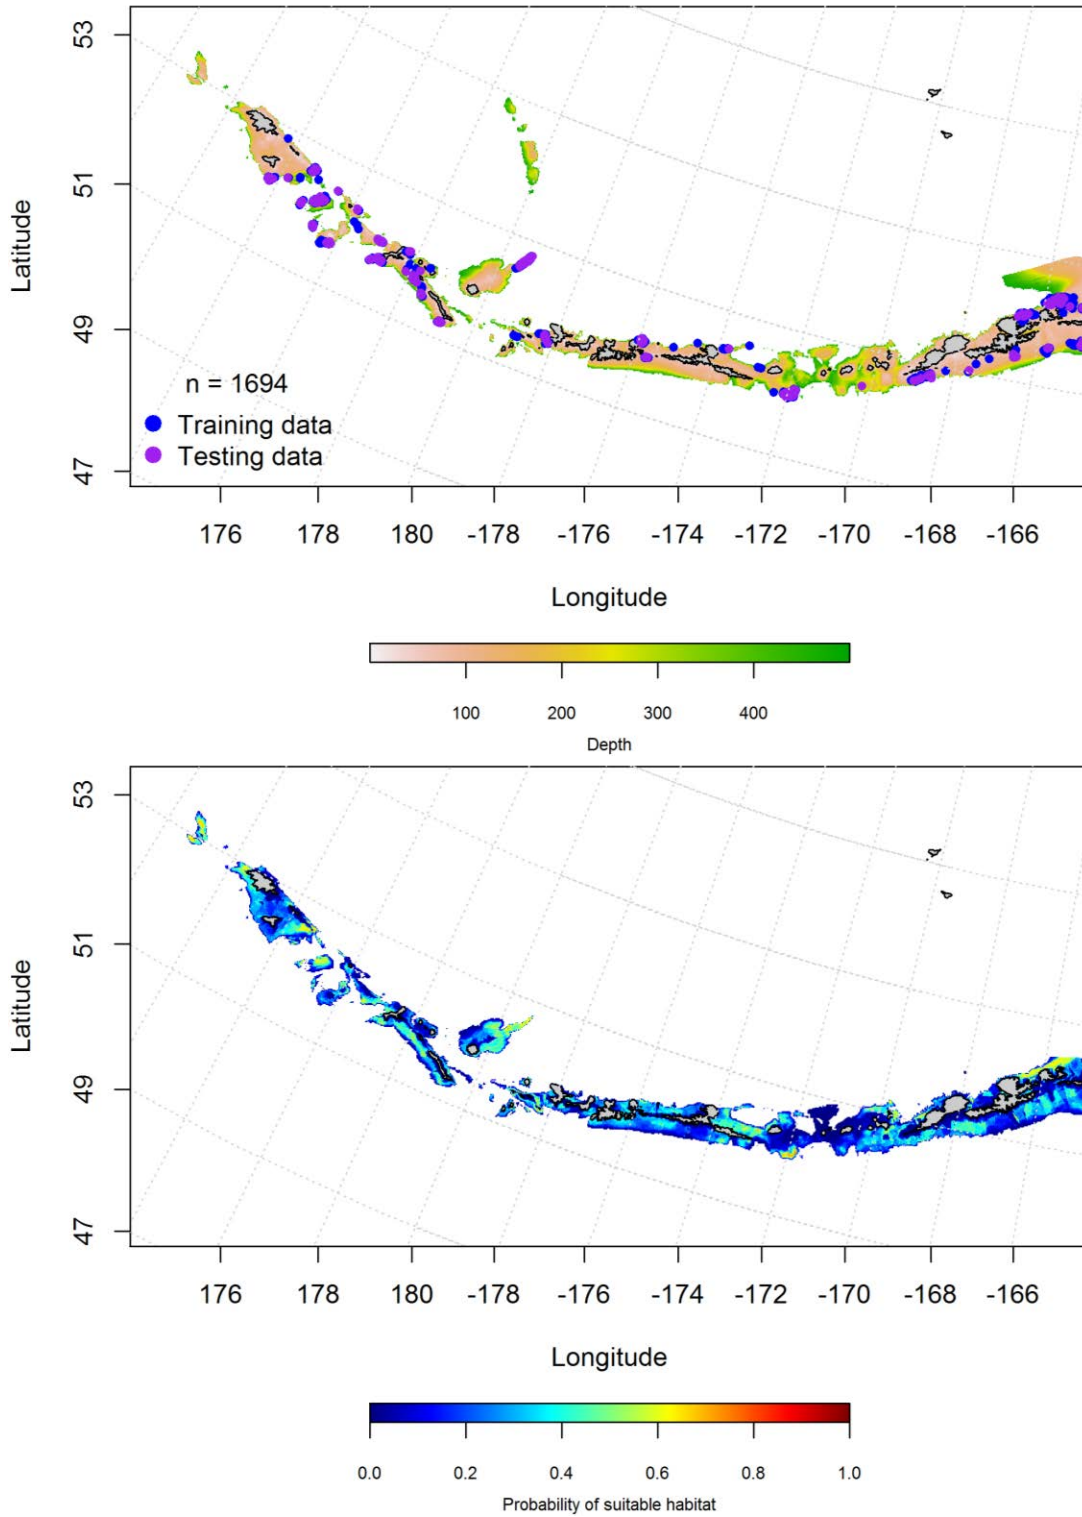 53
51
49
47
Latitude
n = 1694
Training data
Testing data
176 178 180 -178 -176 -174 -172 -170 -168 -166
Longitude
100 200 300 400
Depth
53
51
49
47
Latitude
176 178 180 -178 -176 -174 -172 -170 -168 -166
Longitude
0.0 0.2 0.4 0.6 0.8 1.0
Probability of suitable habitat